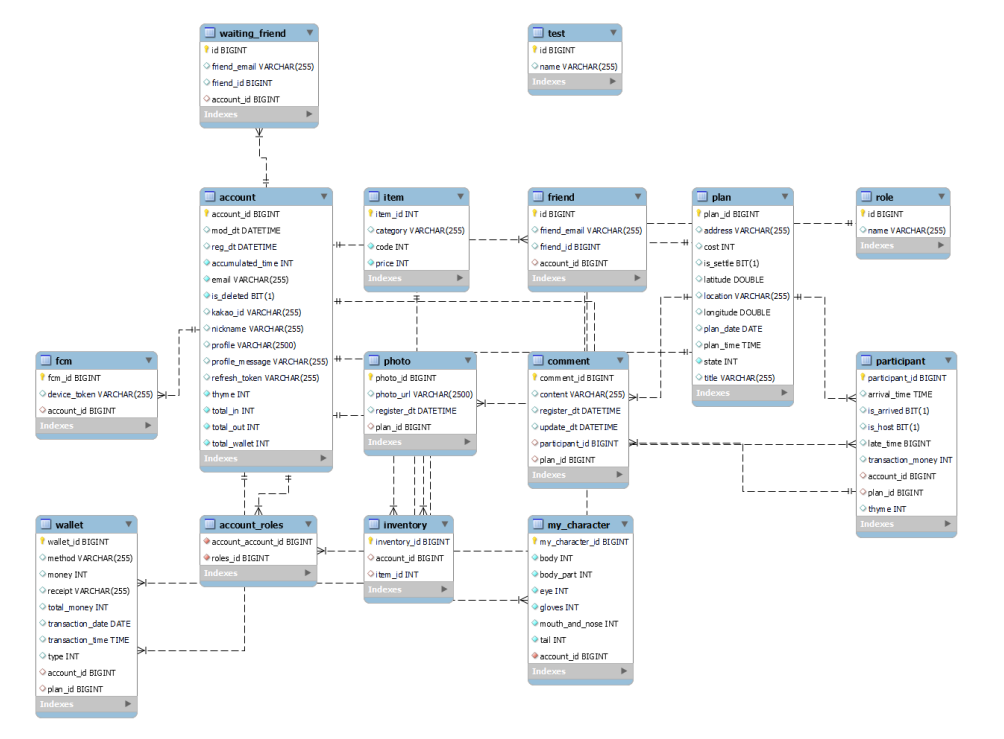 waiting_friend
id BIGINT
friend_email VARCHAR(255)
friend_id BIGINT
account_id BIGINT
Indexes
test
id BIGINT
name VARCHAR(255)
Indexes
account
account_id BIGINT
mod_dt DATETIME
reg_dt DATETIME
accumulated_time INT
email VARCHAR(255)
is_deleted BIT(1)
kakao_id VARCHAR(255)
nickname VARCHAR(255)
profile VARCHAR(2500)
profile_message VARCHAR(255)
refresh_token VARCHAR(255)
thyme INT
total_in INT
total_out INT
total_wallet INT
Indexes
item
item_id INT
category VARCHAR(255)
code INT
price INT
Indexes
friend
id BIGINT
friend_email VARCHAR(255)
friend_id BIGINT
account_id BIGINT
Indexes
plan
plan_id BIGINT
address VARCHAR(255)
cost INT
is_settle BIT(1)
latitude DOUBLE
location VARCHAR(255)
longitude DOUBLE
plan_date DATE
plan_time TIME
state INT
title VARCHAR(255)
Indexes
role
id BIGINT
name VARCHAR(255)
Indexes
fcm
fcm_id BIGINT
device_token VARCHAR(255)
account_id BIGINT
Indexes
photo
photo_id BIGINT
photo_url VARCHAR(2500)
register_dt DATETIME
plan_id BIGINT
Indexes
comment
comment_id BIGINT
content VARCHAR(255)
register_dt DATETIME
update_dt DATETIME
participant_id BIGINT
plan_id BIGINT
Indexes
participant
participant_id BIGINT
arrival_time TIME
is_arrived BIT(1)
is_host BIT(1)
late_time BIGINT
transaction_money INT
account_id BIGINT
plan_id BIGINT
thyme INT
Indexes
wallet
wallet_id BIGINT
method VARCHAR(255)
money INT
receipt VARCHAR(255)
total_money INT
transaction_date DATE
transaction_time TIME
type INT
account_id BIGINT
plan_id BIGINT
Indexes
account_roles
account_account_id BIGINT
roles_id BIGINT
Indexes
inventory
inventory_id BIGINT
account_id BIGINT
item_id INT
Indexes
my_character
my_character_id BIGINT
body INT
body_part INT
eye INT
gloves INT
mouth_and_nose INT
tail INT
account_id BIGINT
Indexes